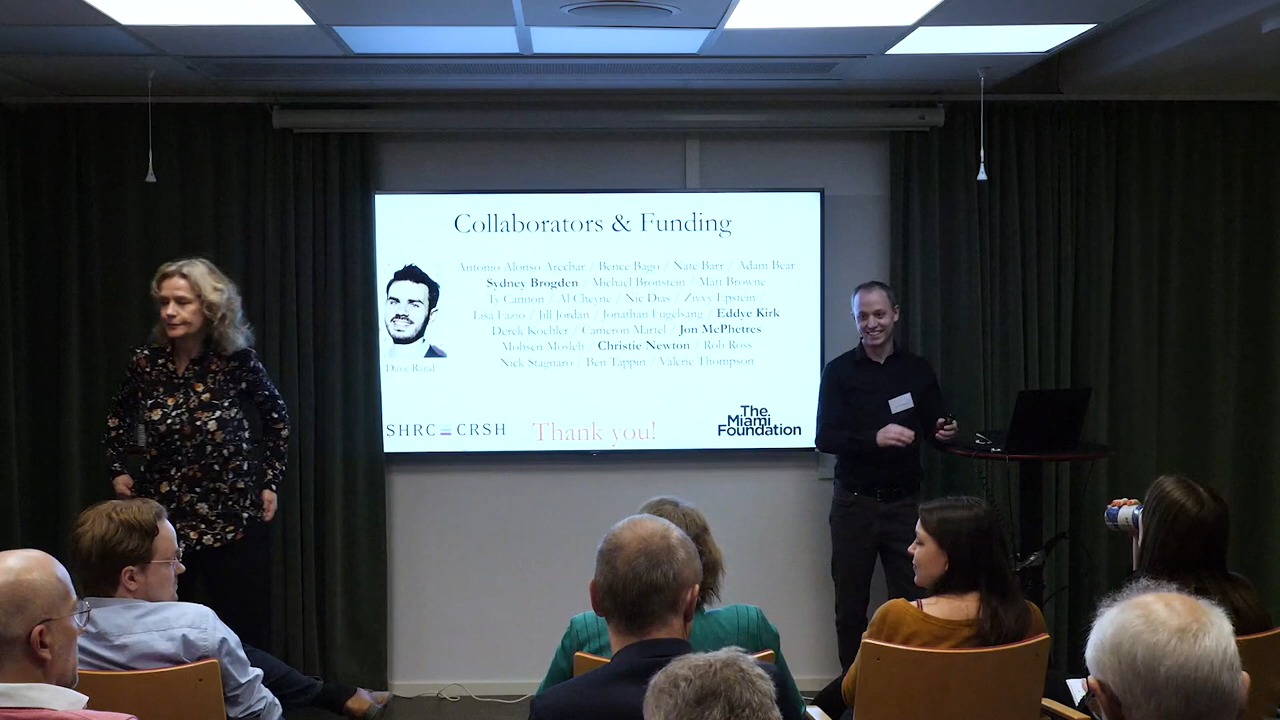 Collaborators & Funding
Antonio Alonso Arechar / Bence Bago / Nate Barr / Adam Bear
Sydney Brogden / Michael Bronstein / Matt Browne
Ty Cannon / Al Cheyne / Nic Dias / Zivvy Epstein /
Lisa Fazio / Jill Jordan / Jonathan Fugelsang / Eddye Kirk
Derek Koehler / Cameron Martel / Jon McPhetres
Mohsen Mosleh / Christie Newton / Rob Ross
Nick Stagnaro / Ben Tappin / Valerie Thompson
Dave Rand
SHRC CRSH
Thank you!
The
Miami
Foundation